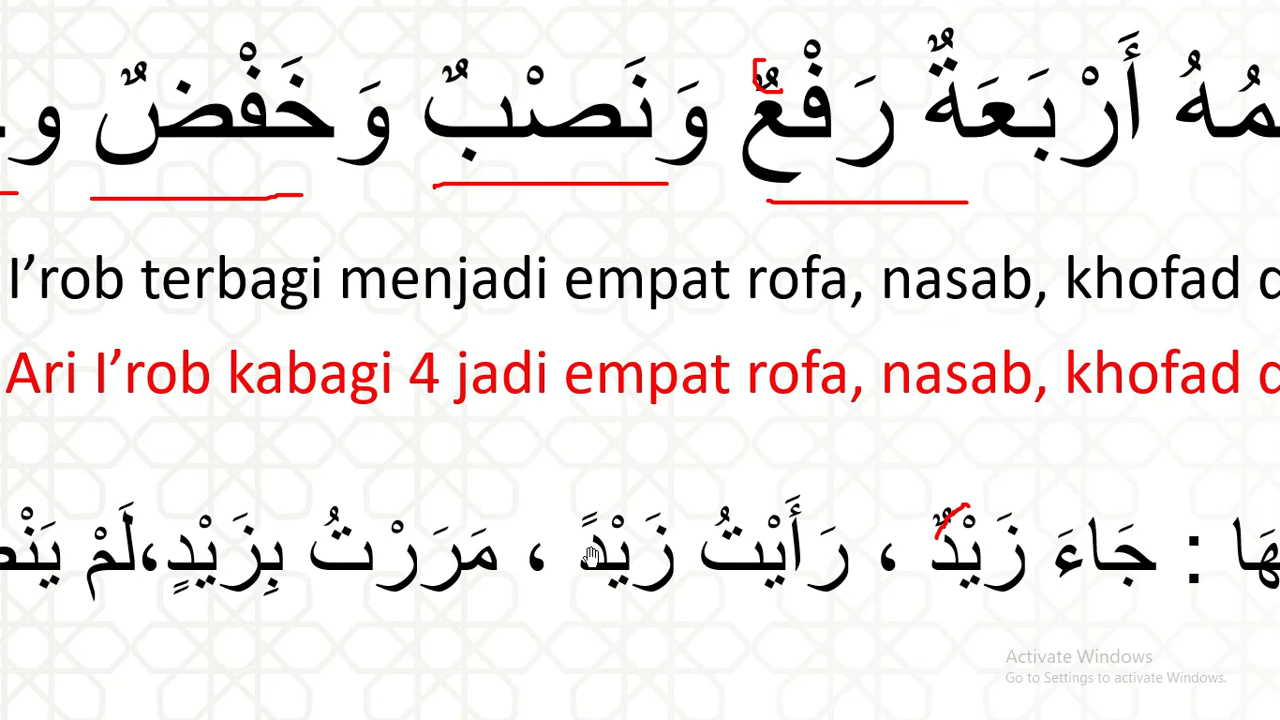 أَرْبَعَةٌ رَفْعٌ وَنَصْبٌ وَ خَفْضٌ
I’rob terbagi menjadi empat rofa, nasab, khofad
Ari I’rob kabagi 4 jadi empat rofa, nasab, khofad
: جَاءَ زَيْدٌ ، رَأَيْتُ زَيْدً ، مَرَرْتُ بِزَيْدٍ،لَمْ
Activate Windows
Go to Settings to activate Windows.